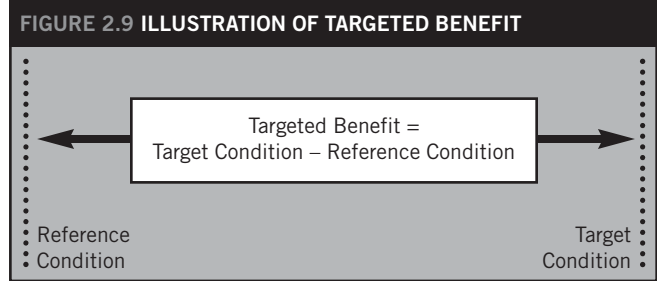 FIGURE 2.9 ILLUSTRATION OF TARGETED BENEFIT
Targeted Benefit =
Target Condition – Reference Condition
Reference
Condition
Target
Condition